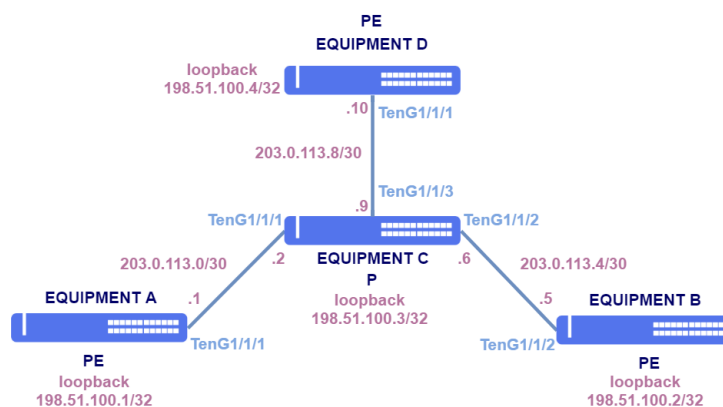 PE
EQUIPMENT D
loopback
198.51.100.4/32
.10
TenG1/1/1
203.0.113.8/30
TenG1/1/3
.9
TenG1/1/1
TenG1/1/2
.2
EQUIPMENT C
.6
P
203.0.113.0/30
203.0.113.4/30
loopback
198.51.100.3/32
EQUIPMENT A
.1
.5
EQUIPMENT B
TenG1/1/1
TenG1/1/2
PE
loopback
198.51.100.1/32
PE
loopback
198.51.100.2/32